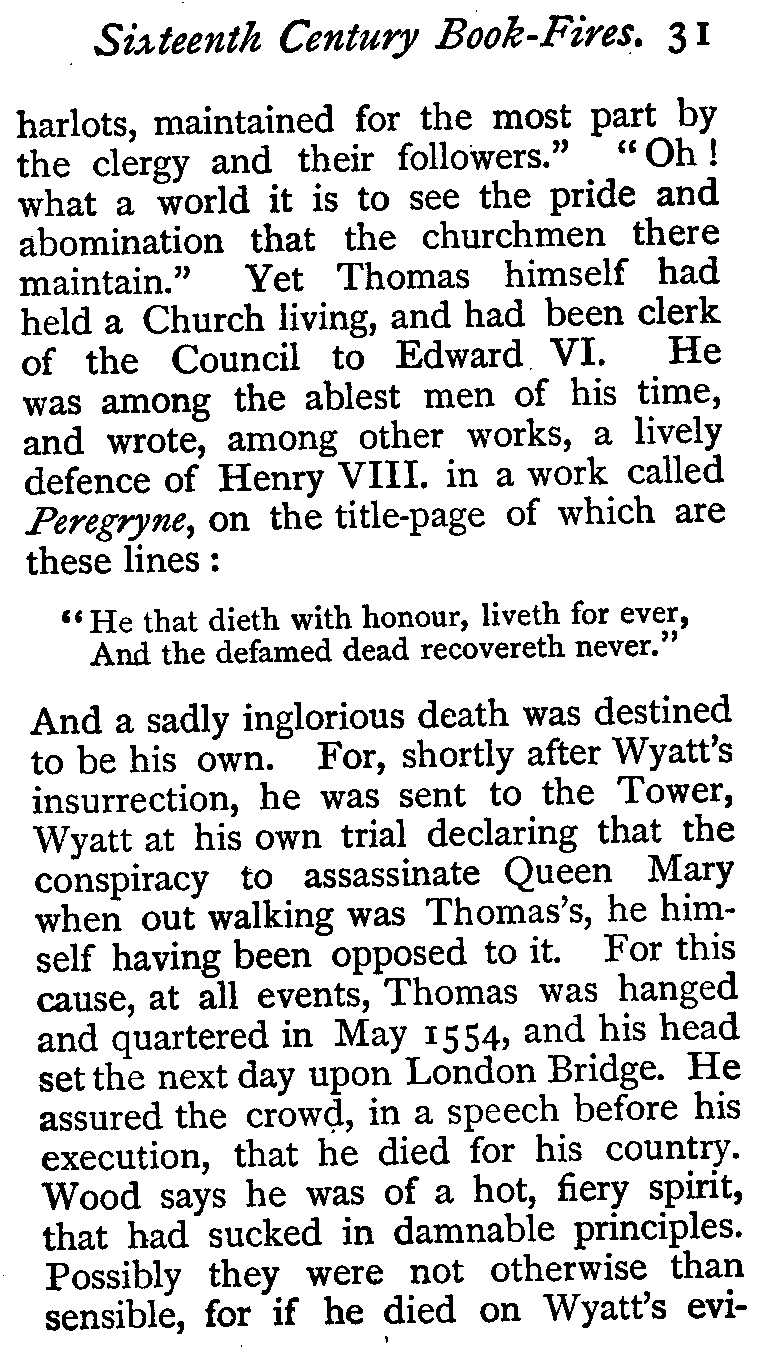 Sixteenth Century Book-Fires. 31
harlots, maintained for the most part by
the clergy and their followers.” “Oh !
what a world it is to see the pride and
abomination that the churchmen there
maintain.” Yet Thomas himself had
held a Church living, and had been clerk
of the Council to Edward VI. He
was among the ablest men of his time,
and wrote, among other works, a lively
defence of Henry VIII. in a work called
Peregryne, on the title-page of which are
these lines :
“He that dieth with honour, liveth for ever,
And the defamed dead recovereth never.”
And a sadly inglorious death was destined
to be his own. For, shortly after Wyatt’s
insurrection, he was sent to the Tower,
Wyatt at his own trial declaring that the
conspiracy to assassinate Queen Mary
when out walking was Thomas’s, he him-
self having been opposed to it. For this
cause, at all events, Thomas was hanged
and quartered in May 1554, and his head
set the next day upon London Bridge. He
assured the crowd, in a speech before his
execution, that he died for his country.
Wood says he was of a hot, fiery spirit,
that had sucked in damnable principles.
Possibly they were not otherwise than
sensible, for if he died on Wyatt’s evi-